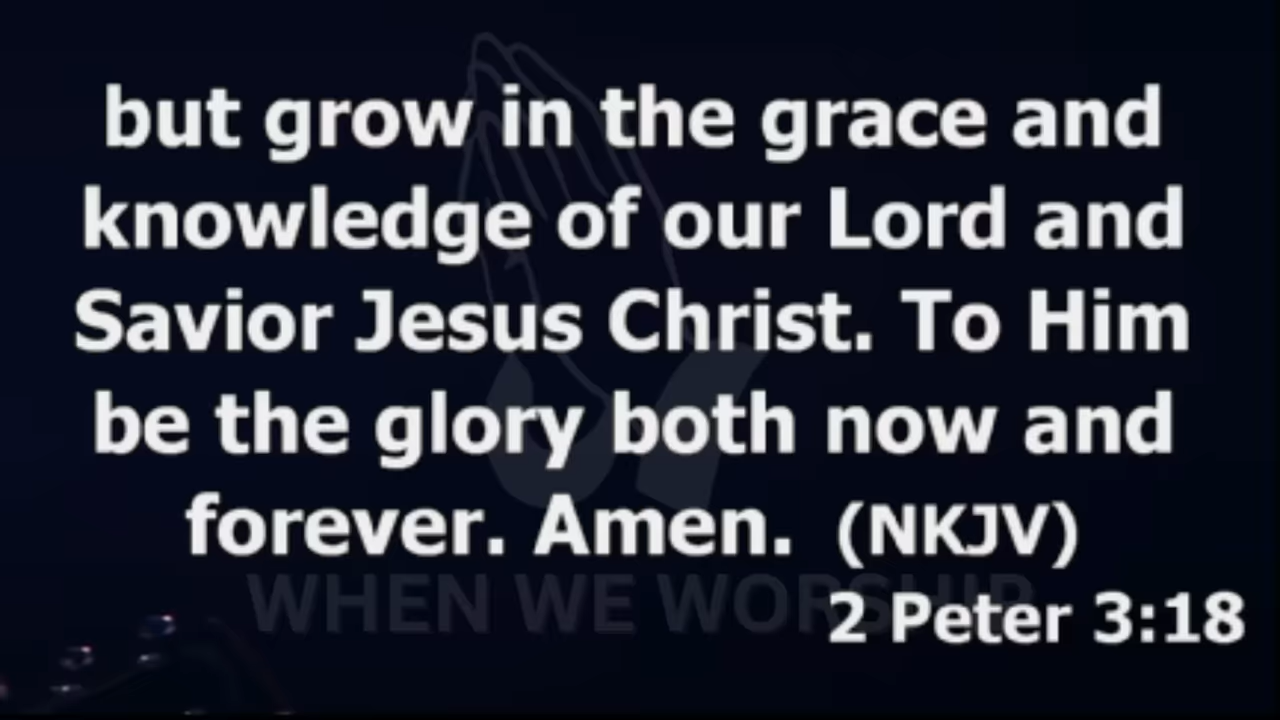 but grow in the grace and
knowledge of our Lord and
Savior Jesus Christ. To Him
be the glory both now and
forever. Amen. (NKJV)
WHEN WE WORSHIP
2 Peter 3:18